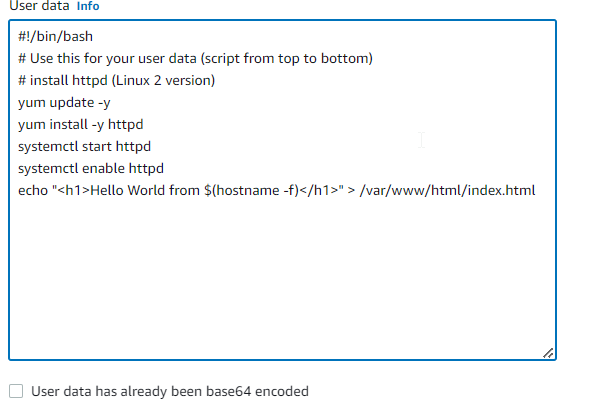 User data Info
#!/bin/bash
# Use this for your user data (script from top to bottom)
# install httpd (Linux 2 version)
yum update -y
yum install -y httpd
systemctl start httpd
systemctl enable httpd
echo "<h1>Hello World from $(hostname -f)</h1>" > /var/www/html/index.html
User data has already been base64 encoded